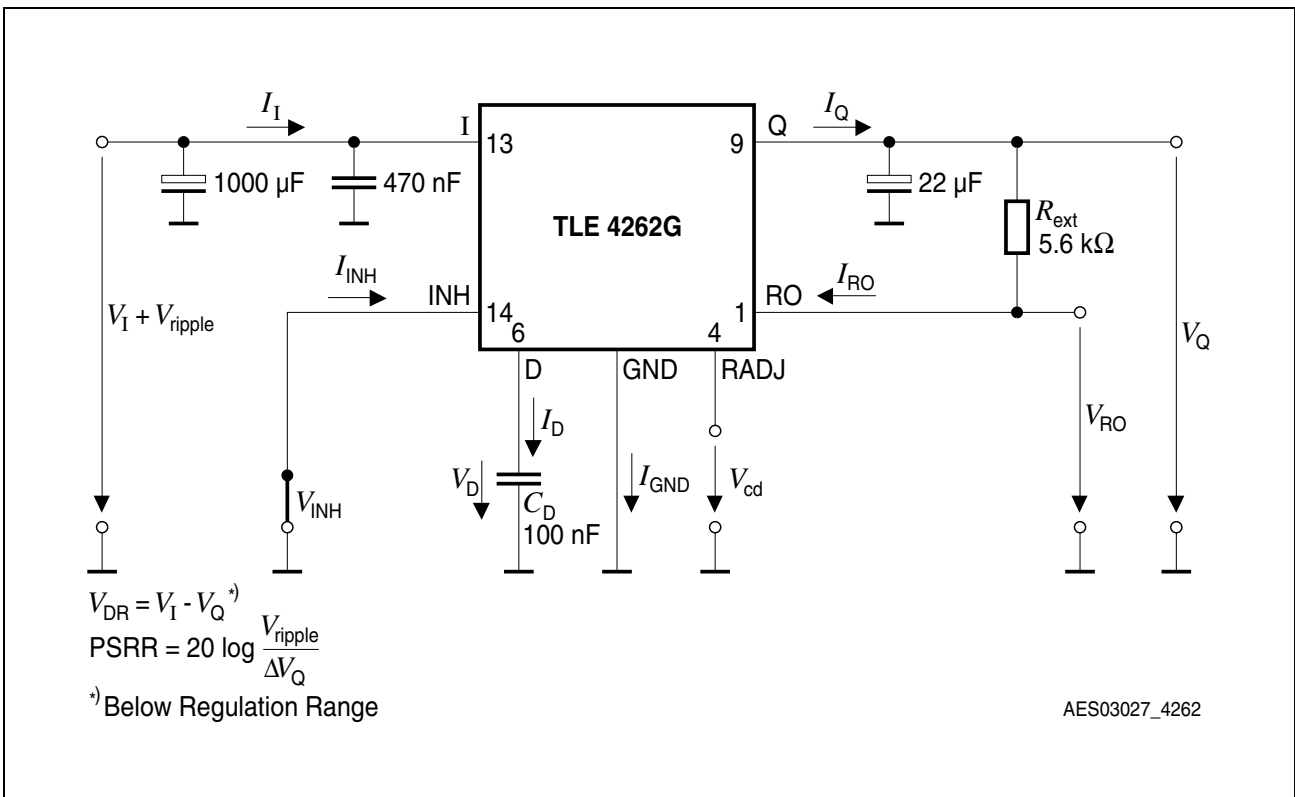 I_I
I_Q
I
13
9
Q
1000 µF
470 nF
TLE 4262G
22 µF
R_ext
5.6 kΩ
I_INH
INH
14
6
1
4
RO
I_RO
V_I + V_ripple
V_Q
D
GND
RADJ
I_D
V_RO
V_INH
V_D
C_D
100 nF
I_GND
V_cd
V_DR = V_I - V_Q *)
PSRR = 20 log V_ripple / ΔV_Q
*) Below Regulation Range
AES03027_4262